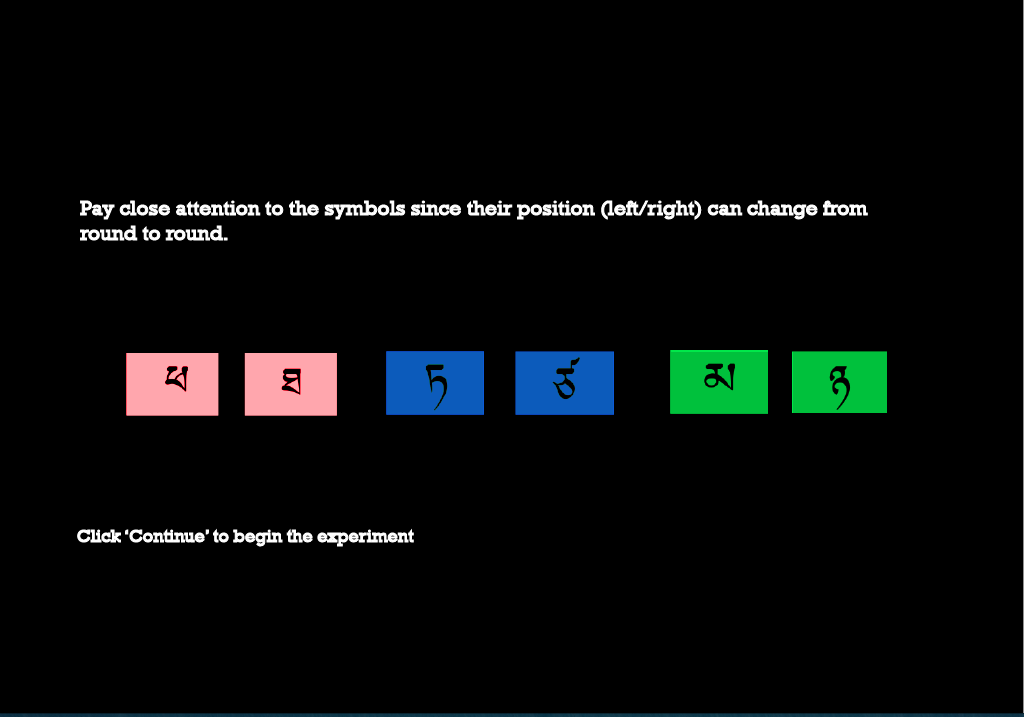 Pay close attention to the symbols since their position (left/right) can change from
round to round.
Click ‘Continue’ to begin the experiment